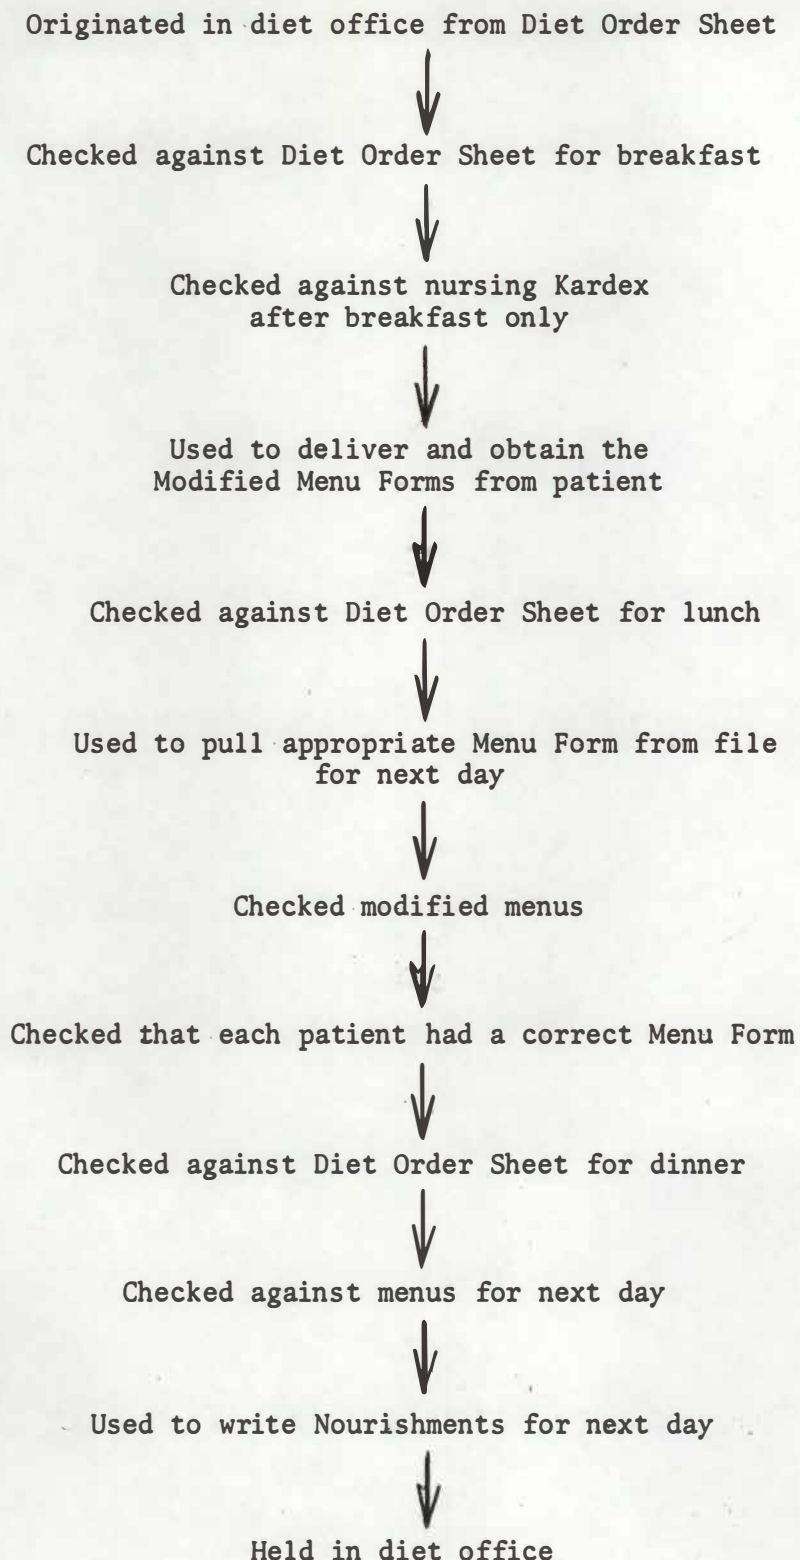 Originated in diet office from Diet Order Sheet
Checked against Diet Order Sheet for breakfast
Checked against nursing Kardex
after breakfast only
Used to deliver and obtain the
Modified Menu Forms from patient
Checked against Diet Order Sheet for lunch
Used to pull appropriate Menu Form from file
for next day
Checked modified menus
Checked that each patient had a correct Menu Form
Checked against Diet Order Sheet for dinner
Checked against menus for next day
Used to write Nourishments for next day
Held in diet office